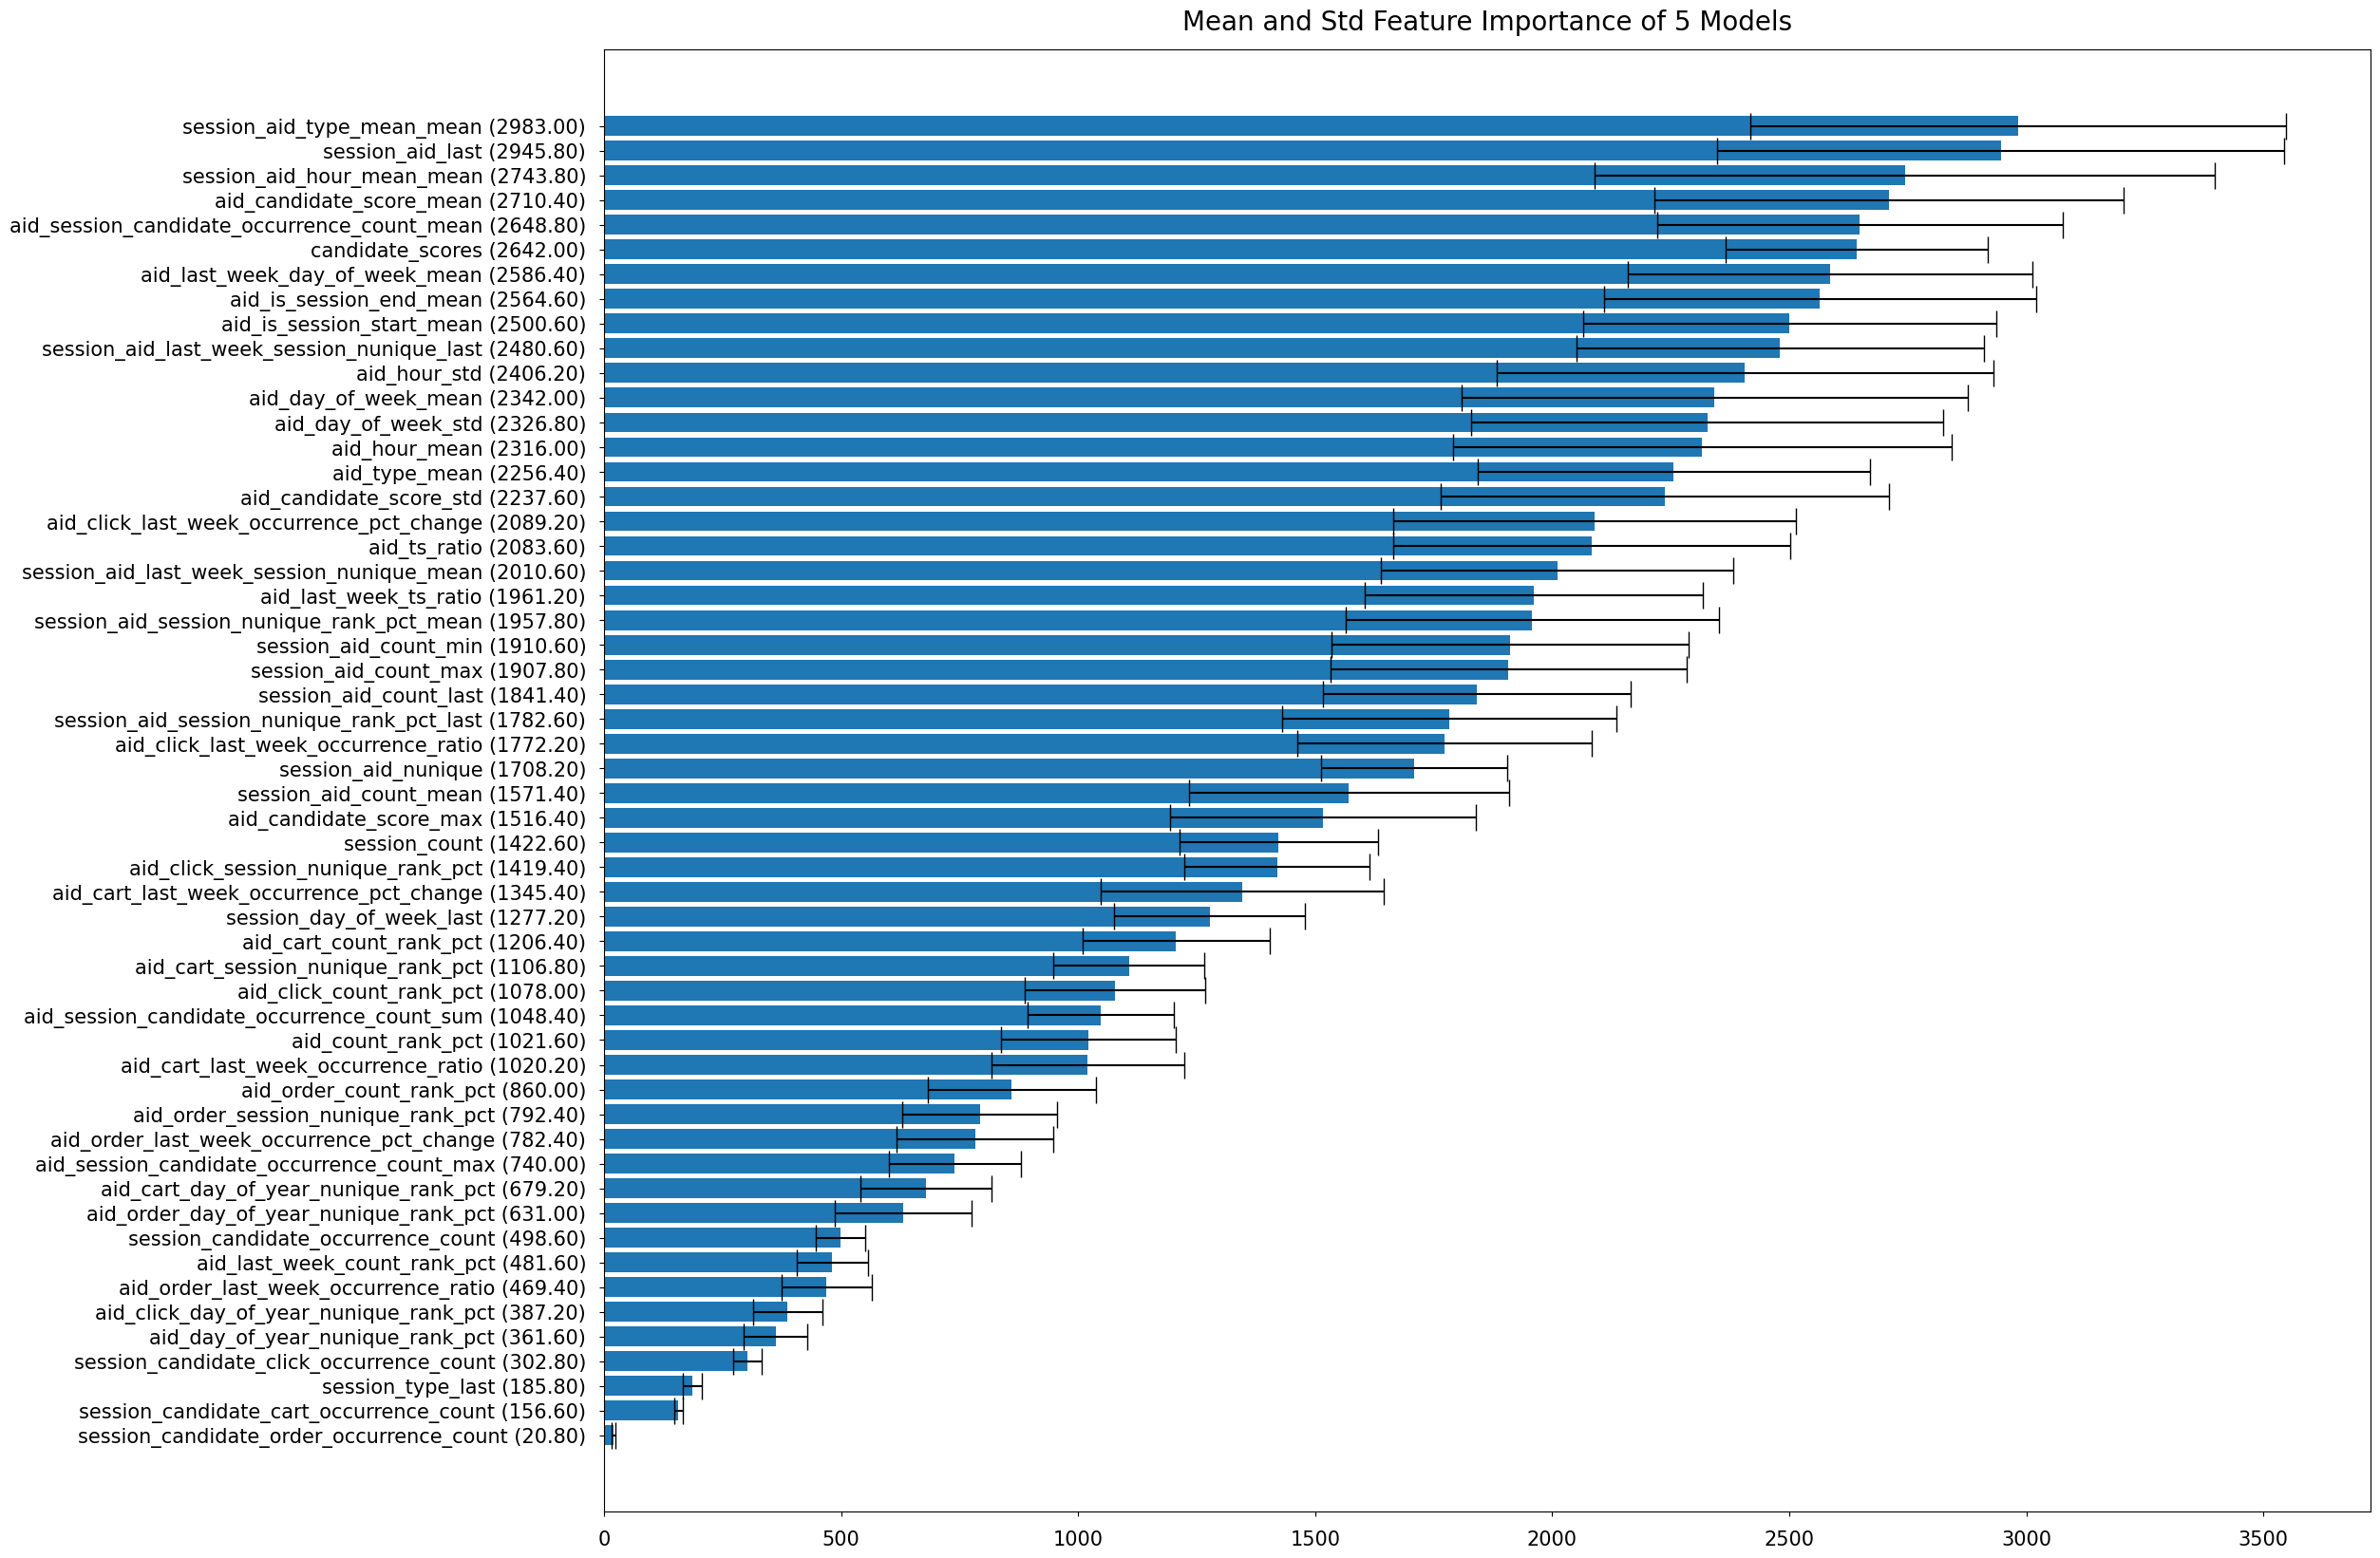 Mean and Std Feature Importance of 5 Models
session_aid_type_mean_mean (2983.00)
session_aid_last (2945.80)
session_aid_hour_mean_mean (2743.80)
aid_candidate_score_mean (2710.40)
aid_session_candidate_occurrence_count_mean (2648.80)
candidate_scores (2642.00)
aid_last_week_day_of_week_mean (2586.40)
aid_is_session_end_mean (2564.60)
aid_is_session_start_mean (2500.60)
session_aid_last_week_session_nunique_last (2480.60)
aid_hour_std (2406.20)
aid_day_of_week_mean (2342.00)
aid_day_of_week_std (2326.80)
aid_hour_mean (2316.00)
aid_type_mean (2256.40)
aid_candidate_score_std (2237.60)
aid_click_last_week_occurrence_pct_change (2089.20)
aid_ts_ratio (2083.60)
session_aid_last_week_session_nunique_mean (2010.60)
aid_last_week_ts_ratio (1961.20)
session_aid_session_nunique_rank_pct_mean (1957.80)
session_aid_count_min (1910.60)
session_aid_count_max (1907.80)
session_aid_count_last (1841.40)
session_aid_session_nunique_rank_pct_last (1782.60)
aid_click_last_week_occurrence_ratio (1772.20)
session_aid_nunique (1708.20)
session_aid_count_mean (1571.40)
aid_candidate_score_max (1516.40)
session_count (1422.60)
aid_click_session_nunique_rank_pct (1419.40)
aid_cart_last_week_occurrence_pct_change (1345.40)
session_day_of_week_last (1277.20)
aid_cart_count_rank_pct (1206.40)
aid_cart_session_nunique_rank_pct (1106.80)
aid_click_count_rank_pct (1078.00)
aid_session_candidate_occurrence_count_sum (1048.40)
aid_count_rank_pct (1021.60)
aid_cart_last_week_occurrence_ratio (1020.20)
aid_order_count_rank_pct (860.00)
aid_order_session_nunique_rank_pct (792.40)
aid_order_last_week_occurrence_pct_change (782.40)
aid_session_candidate_occurrence_count_max (740.00)
aid_cart_day_of_year_nunique_rank_pct (679.20)
aid_order_day_of_year_nunique_rank_pct (631.00)
session_candidate_occurrence_count (498.60)
aid_last_week_count_rank_pct (481.60)
aid_order_last_week_occurrence_ratio (469.40)
aid_click_day_of_year_nunique_rank_pct (387.20)
aid_day_of_year_nunique_rank_pct (361.60)
session_candidate_click_occurrence_count (302.80)
session_type_last (185.80)
session_candidate_cart_occurrence_count (156.60)
session_candidate_order_occurrence_count (20.80)
0 500 1000 1500 2000 2500 3000 3500